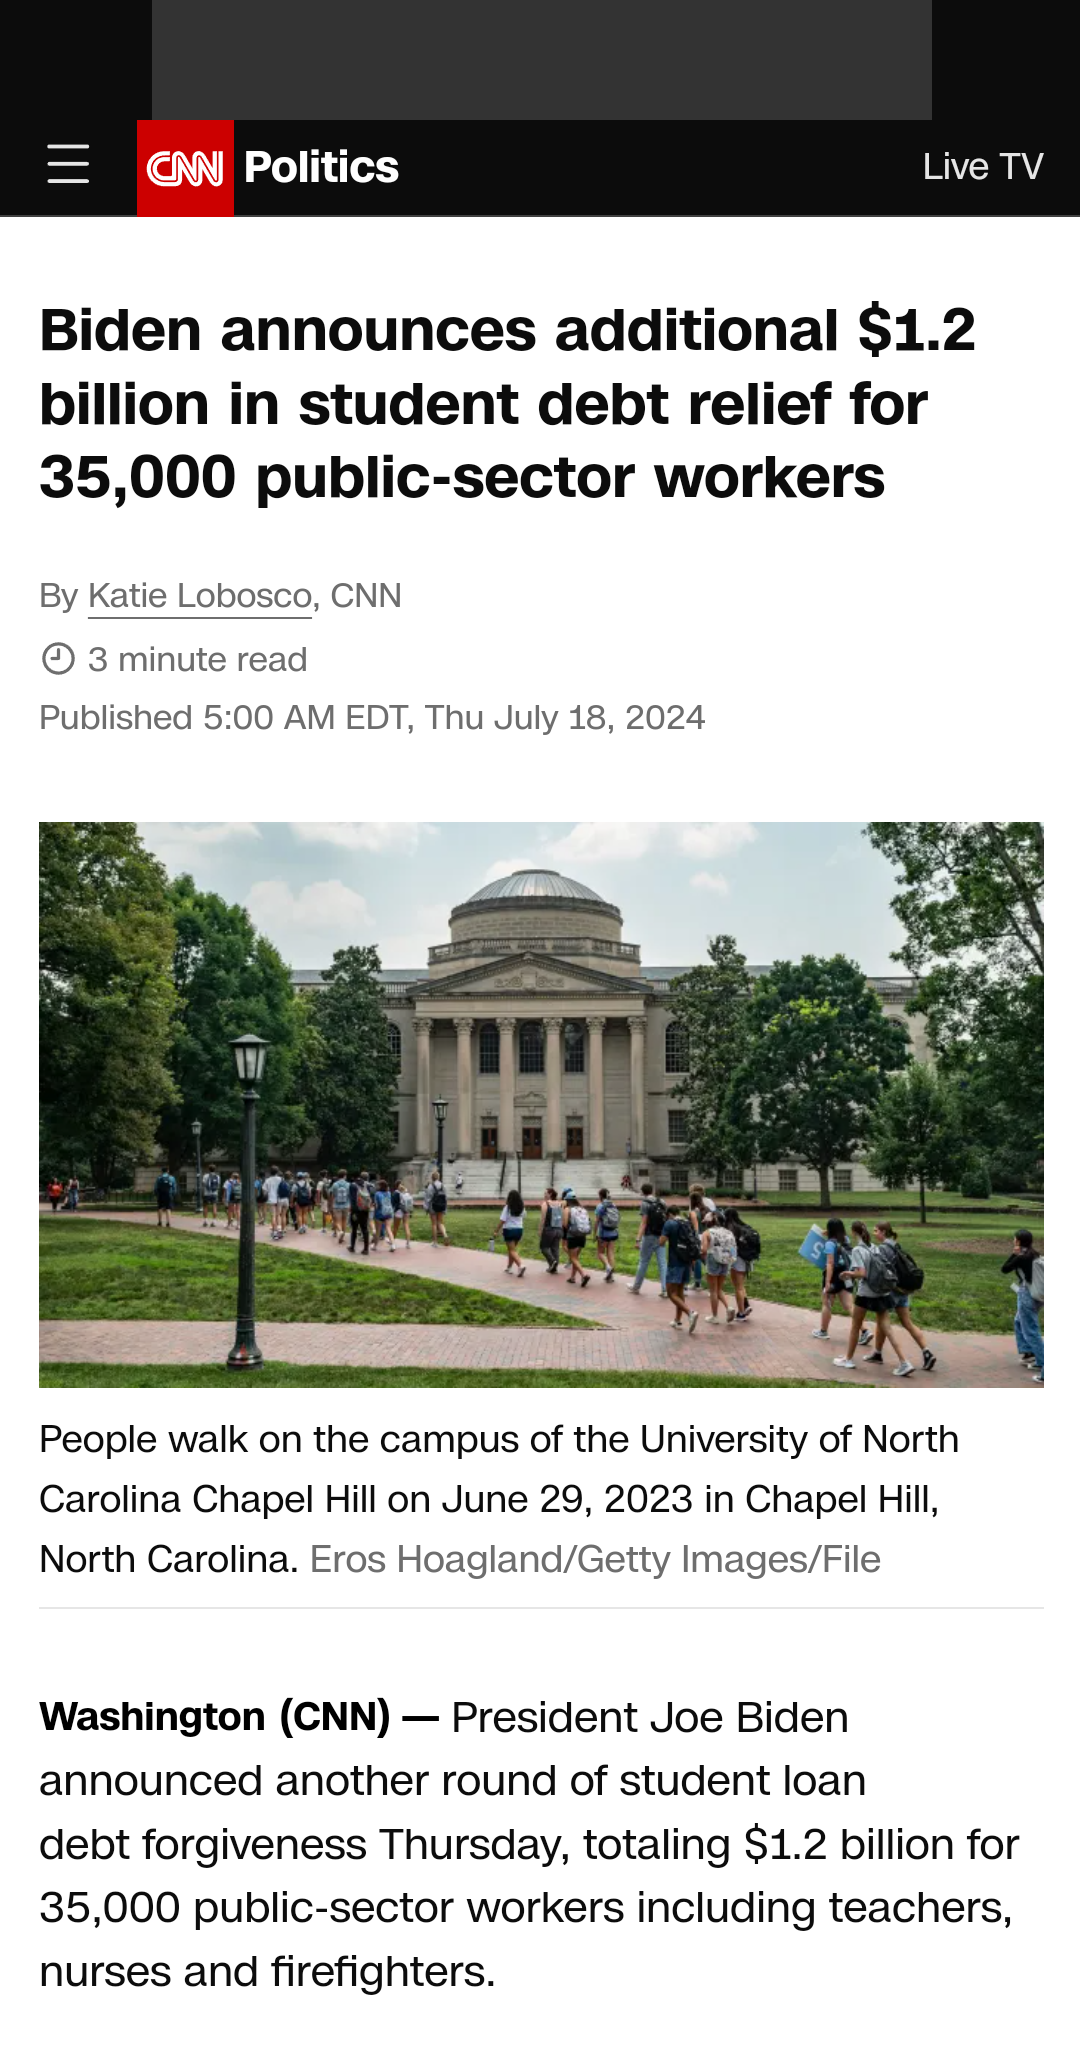 CNN Politics
Live TV
Biden announces additional $1.2
billion in student debt relief for
35,000 public-sector workers
By Katie Lobosco, CNN
3 minute read
Published 5:00 AM EDT, Thu July 18, 2024
People walk on the campus of the University of North
Carolina Chapel Hill on June 29, 2023 in Chapel Hill,
North Carolina. Eros Hoagland/Getty Images/File
Washington (CNN) — President Joe Biden
announced another round of student loan
debt forgiveness Thursday, totaling $1.2 billion for
35,000 public-sector workers including teachers,
nurses and firefighters.